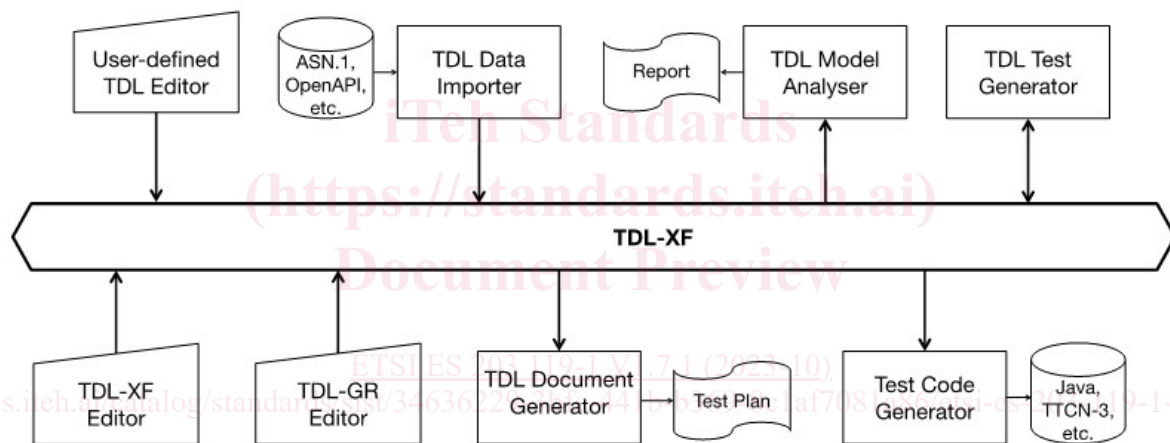 User-defined
TDL Editor
ASN.1,
OpenAPI,
etc.
TDL Data
Importer
Report
TDL Model
Analyser
TDL Test
Generator
iTeh Standards
(https://standards.iteh.ai)
TDL-XF
Document Preview
ETSI ES 203 119-1 V1.7.1 (2023-10)
TDL-XF
Editor
TDL-GR
Editor
TDL Document
Generator
Test Plan
Test Code
Generator
Java,
TTCN-3,
etc.